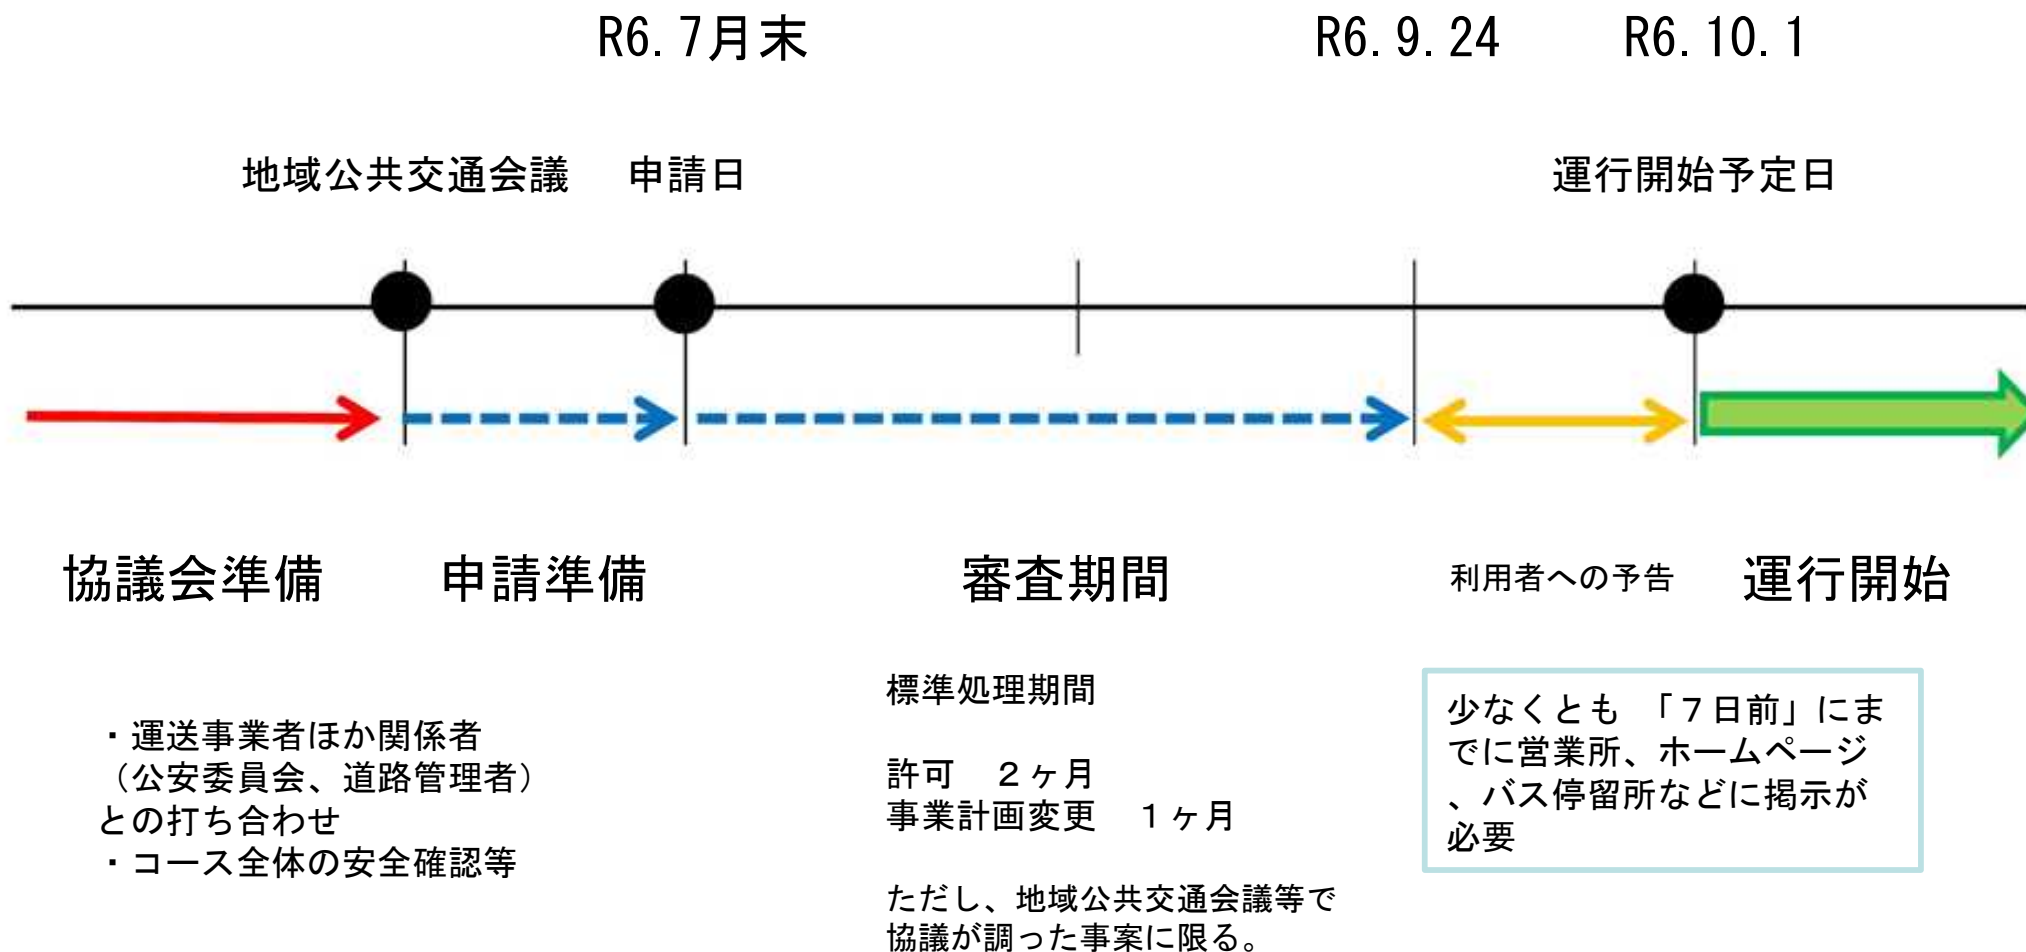 R6.7月末
R6.9.24
R6.10.1
地域公共交通会議
申請日
運行開始予定日
協議会準備
申請準備
審査期間
利用者への予告
運行開始
・運送事業者ほか関係者
（公安委員会、道路管理者）
との打ち合わせ
・コース全体の安全確認等
標準処理期間
許可　２ヶ月
事業計画変更　１ヶ月
ただし、地域公共交通会議等で
協議が調った事案に限る。
少なくとも　「７日前」にま
でに営業所、ホームページ
、バス停留所などに掲示が
必要